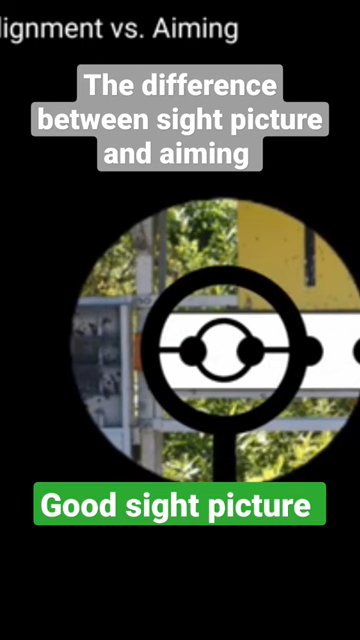 lignment vs. Aiming
The difference
between sight picture
and aiming
Good sight picture